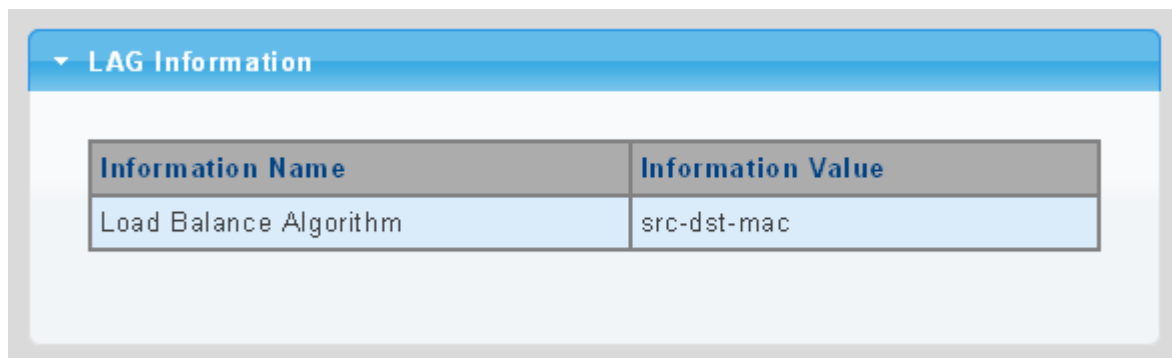 LAG Information
Information Name Information Value
Load Balance Algorithm src-dst-mac